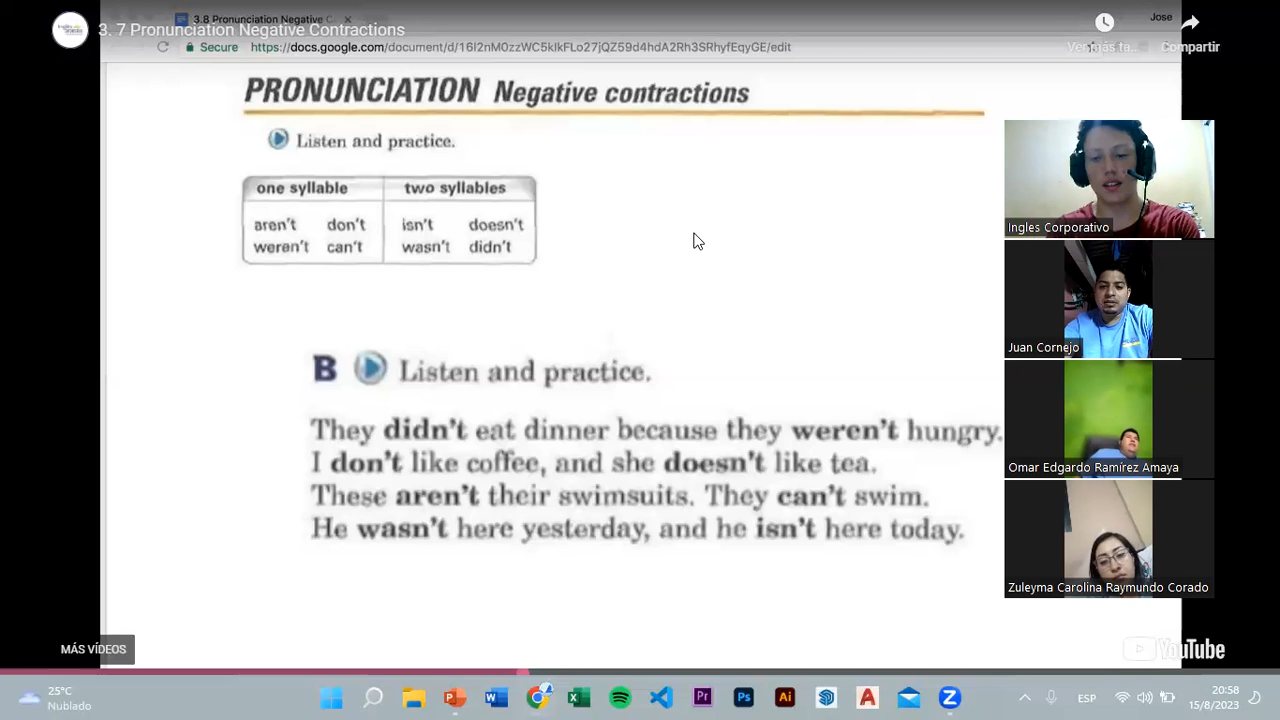 3.8 Pronunciation Negative C
Jose
3. 7 Pronunciation Negative Contractions
Secure https://docs.google.com/document/d/16I2nM0zzWC5kIkFLo27jQZ59d4hdA2Rh3SRhyfEqyGE/edit
Ver más ta...
Compartir
PRONUNCIATION Negative contractions
Listen and practice.
one syllable two syllables
aren't don't isn't doesn't
weren't can't wasn't didn't
B Listen and practice.
They didn't eat dinner because they weren't hungry.
I don't like coffee, and she doesn't like tea.
These aren't their swimsuits. They can't swim.
He wasn't here yesterday, and he isn't here today.
Ingles Corporativo
Juan Cornejo
Omar Edgardo Ramírez Amaya
Zuleyma Carolina Raymundo Corado
MÁS VÍDEOS
YouTube
25°C
Nublado
ESP
20:58
15/8/2023